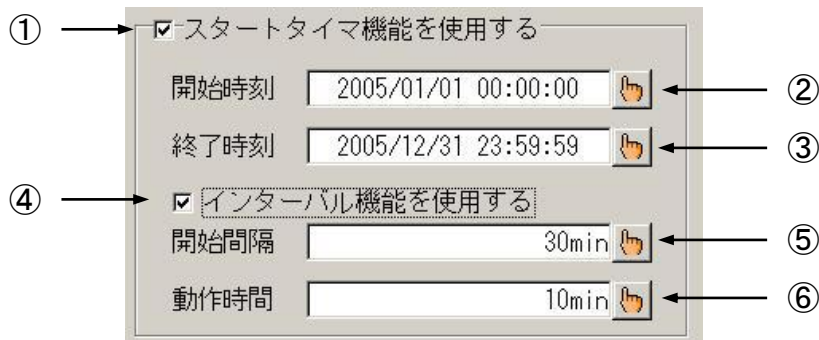 ① スタートタイマ機能を使用する
開始時刻 2005/01/01 00:00:00 ②
終了時刻 2005/12/31 23:59:59 ③
④ インターバル機能を使用する
開始間隔 30min ⑤
動作時間 10min ⑥